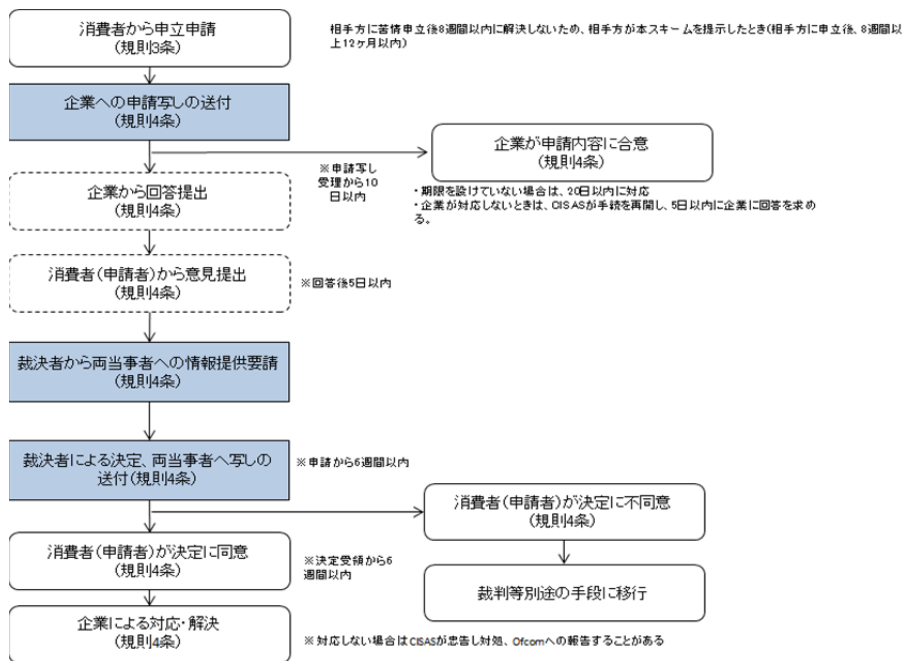 消費者から申立申請
(規則3条)
相手方に苦情申立後8週間以内に解決しないため、相手方が本スキームを提示したとき(相手方に申立後、8週間以
上12ヶ月以内)
企業への申請写しの送付
(規則4条)
企業が申請内容に合意
(規則4条)
※申請写し
受理から10
日以内
・期限を設けていない場合は、20日以内に対応
・企業が対応しないときは、CISASが手続を再開し、5日以内に企業に回答を求め
る。
企業から回答提出
(規則4条)
消費者(申請者)から意見提出
(規則4条)
※回答後5日以内
裁決者から両当事者への情報提供要請
(規則4条)
裁決者による決定、両当事者へ写しの
送付(規則4条)
※申請から6週間以内
消費者(申請者)が決定に不同意
(規則4条)
消費者(申請者)が決定に同意
(規則4条)
※決定受領から6
週間以内
裁判等別途の手段に移行
企業による対応・解決
(規則4条)
※対応しない場合はCISASが忠告し対処、Ofcomへの報告することがある